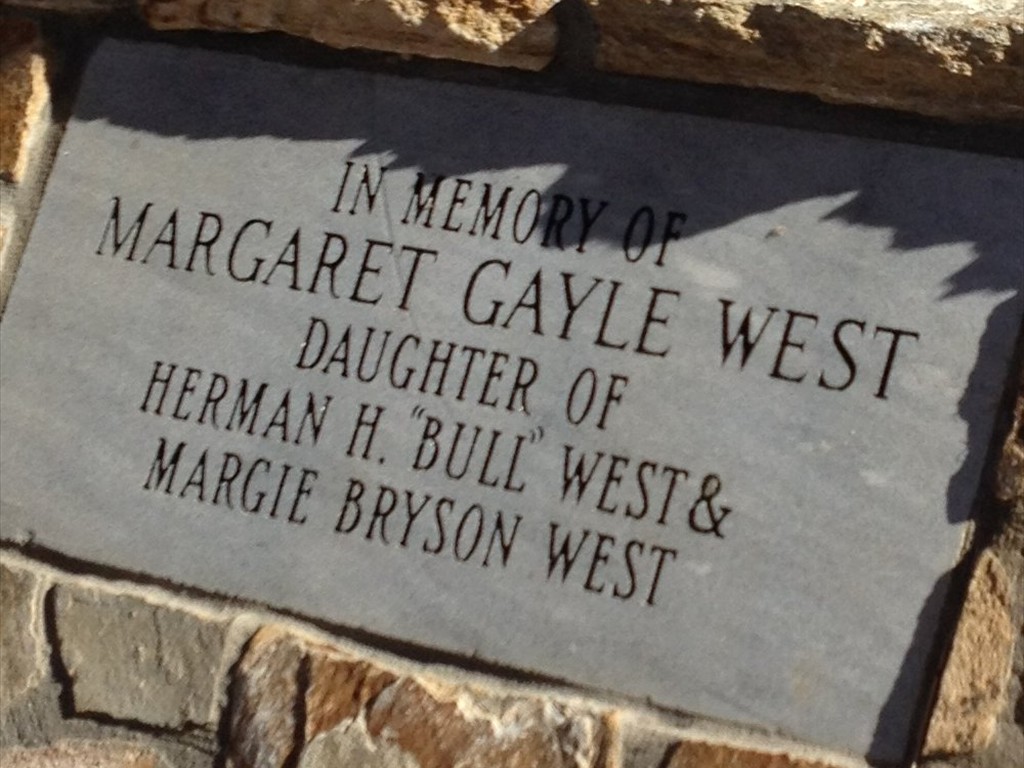 IN MEMORY OF
MARGARET GAYLE WEST
DAUGHTER OF
HERMAN H. "BULL" WEST&
MARGIE BRYSON WEST